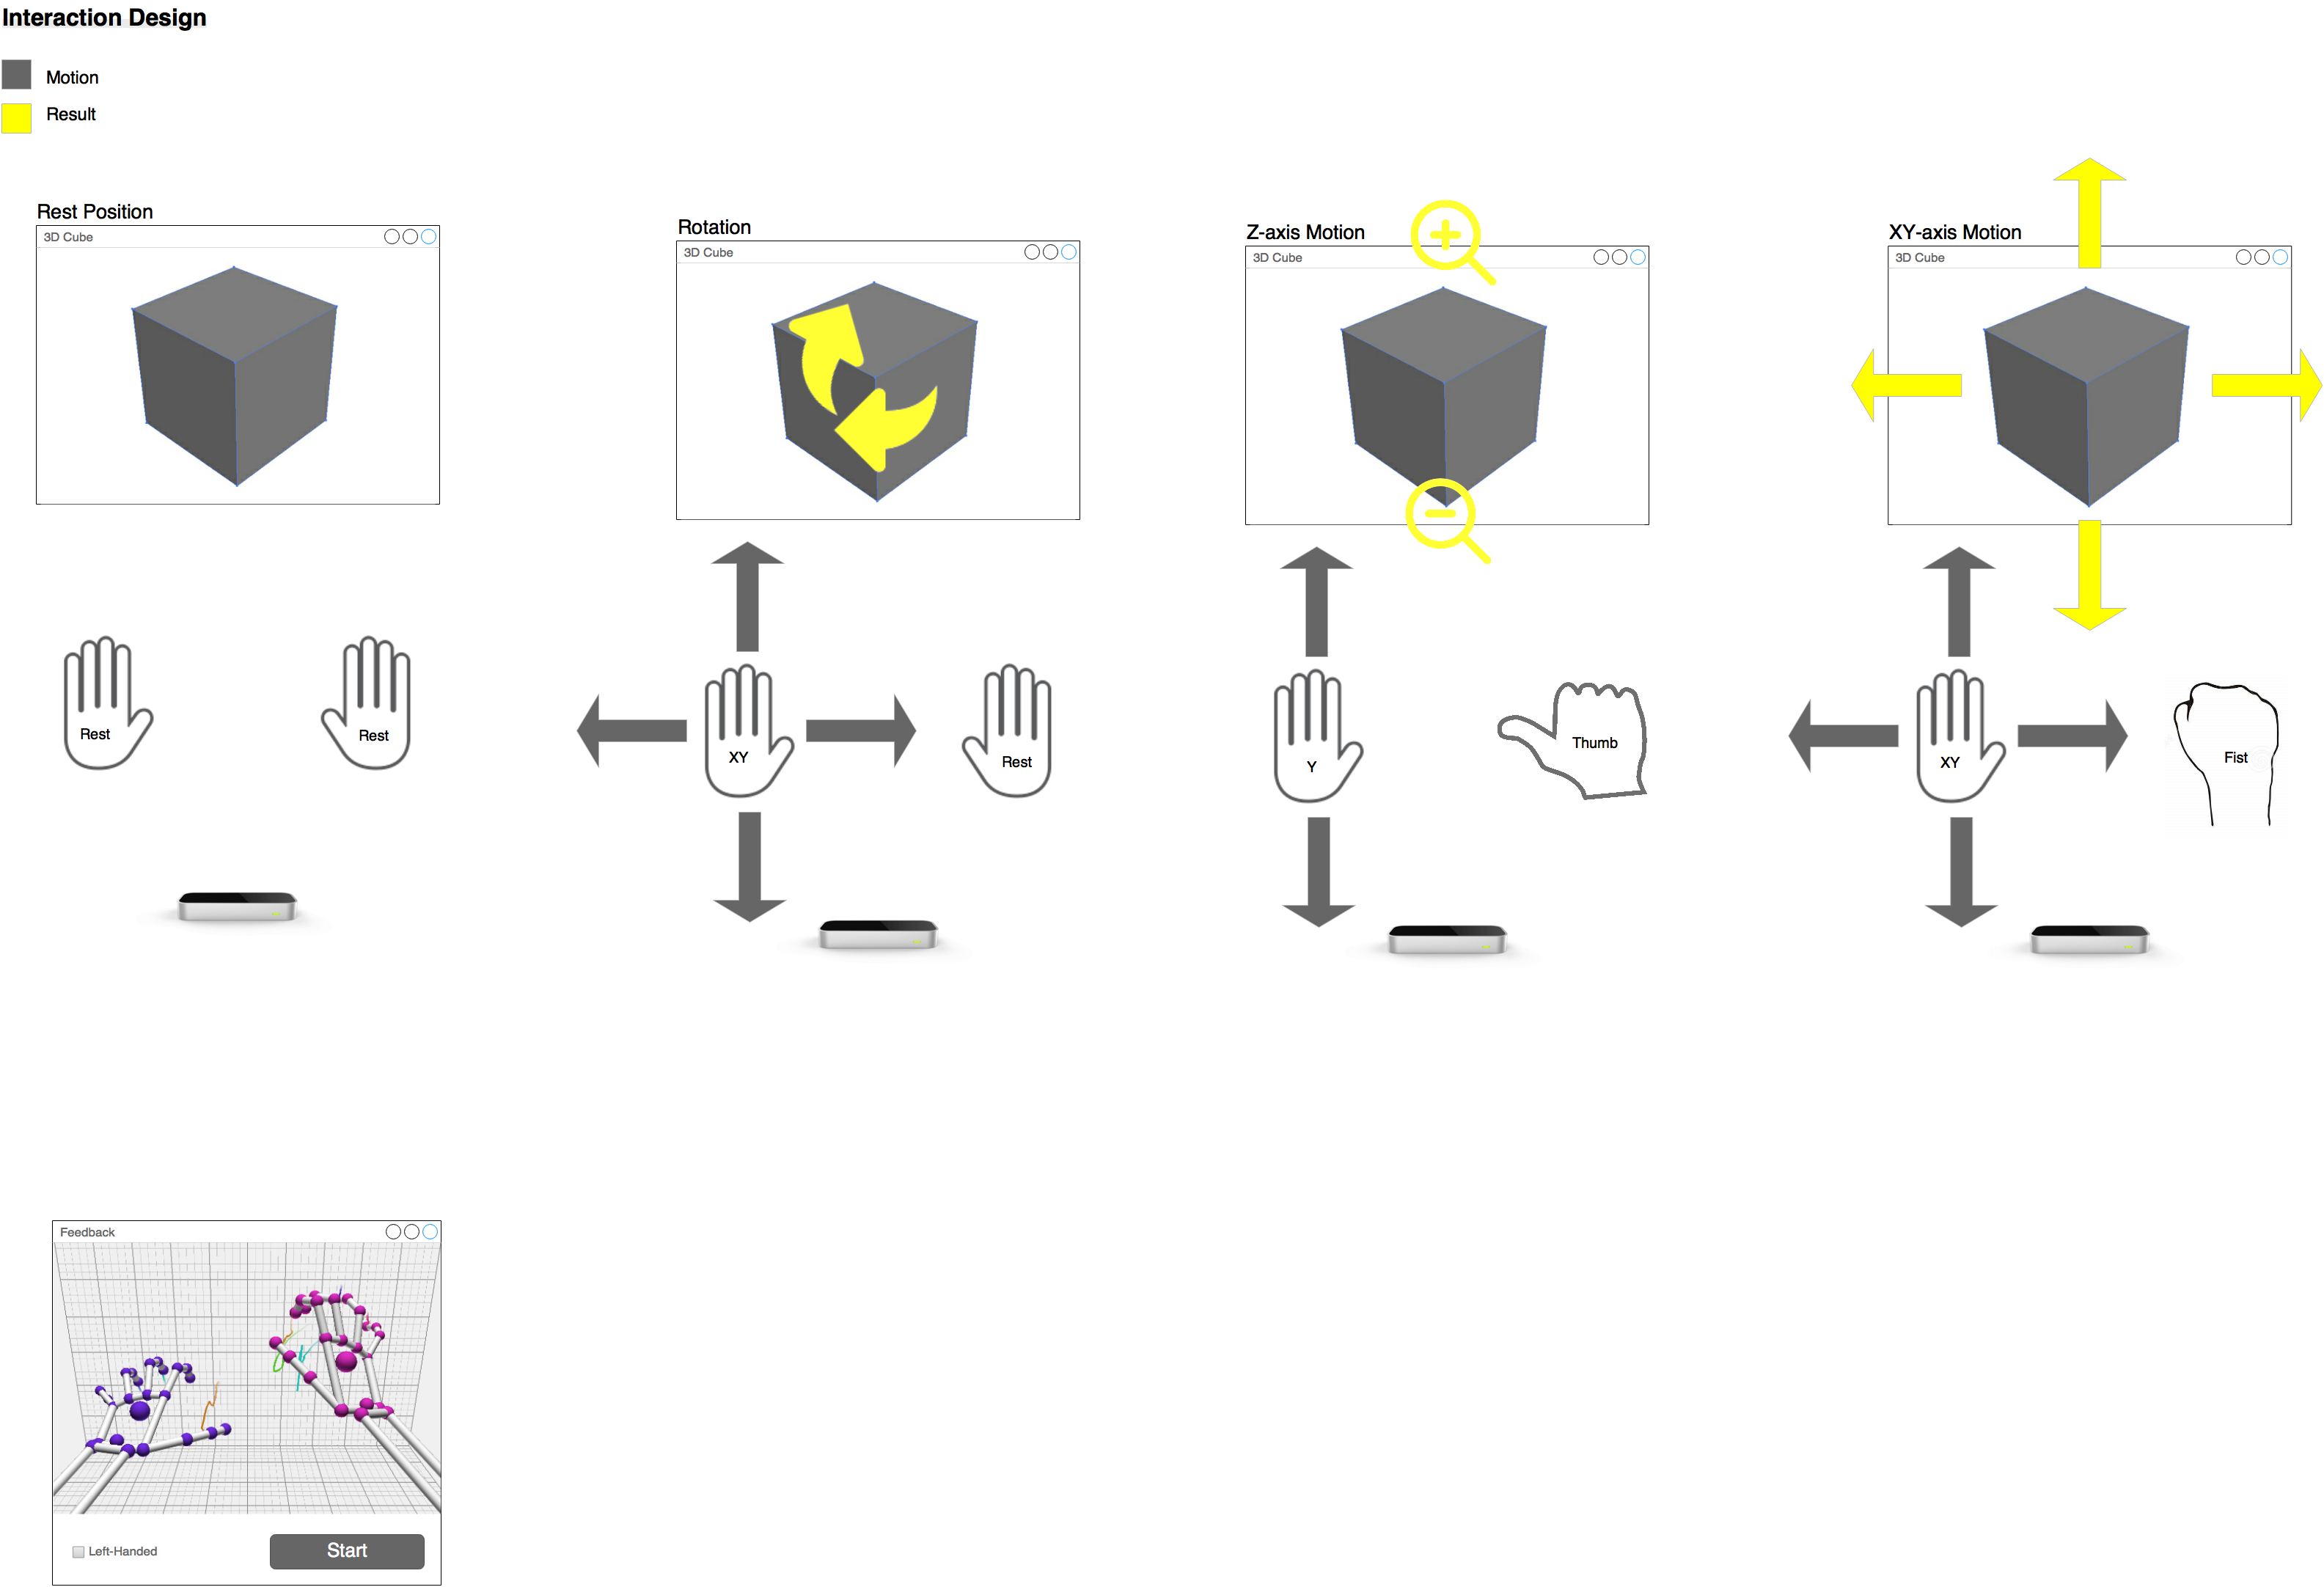 Interaction Design
Motion
Result
Rest Position
3D Cube
Rest
Rest
Rotation
3D Cube
XY
Rest
Z-axis Motion
3D Cube
Y
Thumb
XY-axis Motion
3D Cube
XY
Fist
Feedback
Left-Handed
Start